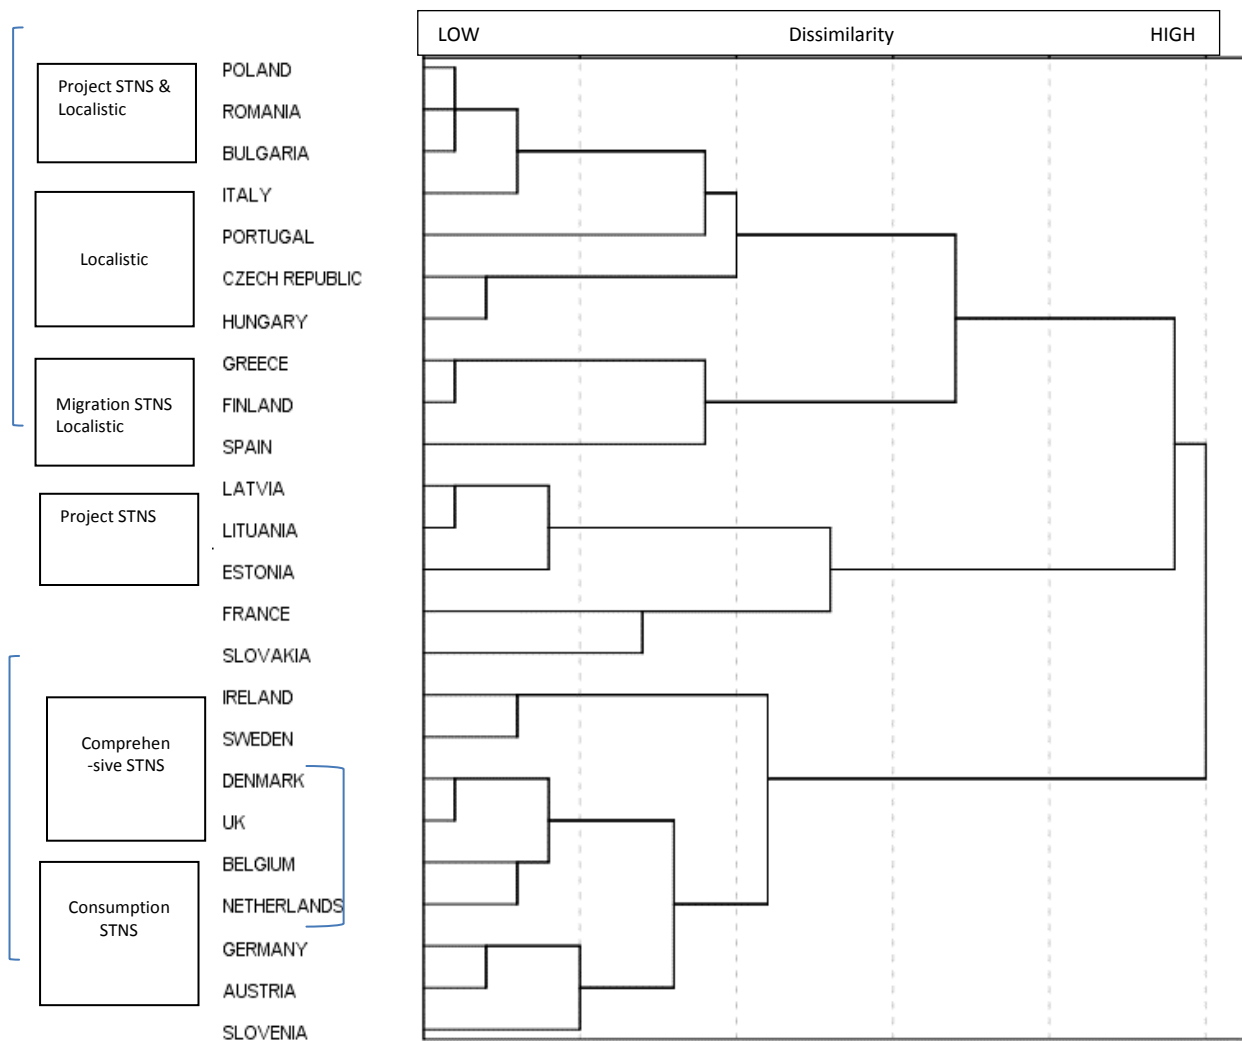 LOW Dissimilarity HIGH
Project STNS &
Localistic
Localistic
Migration STNS
Localistic
Project STNS
.
Comprehen
-sive STNS
Consumption
STNS
POLAND
ROMANIA
BULGARIA
ITALY
PORTUGAL
CZECH REPUBLIC
HUNGARY
GREECE
FINLAND
SPAIN
LATVIA
LITUANIA
ESTONIA
FRANCE
SLOVAKIA
IRELAND
SWEDEN
DENMARK
UK
BELGIUM
NETHERLANDS
GERMANY
AUSTRIA
SLOVENIA